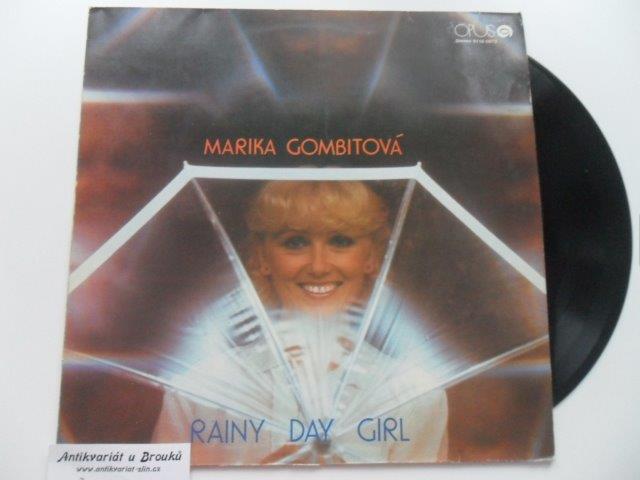 OPUS
MARIKA GOMBITOVÁ
RAINY DAY GIRL
Antikvariát u Brouků
www.antikvariat-zlin.cz